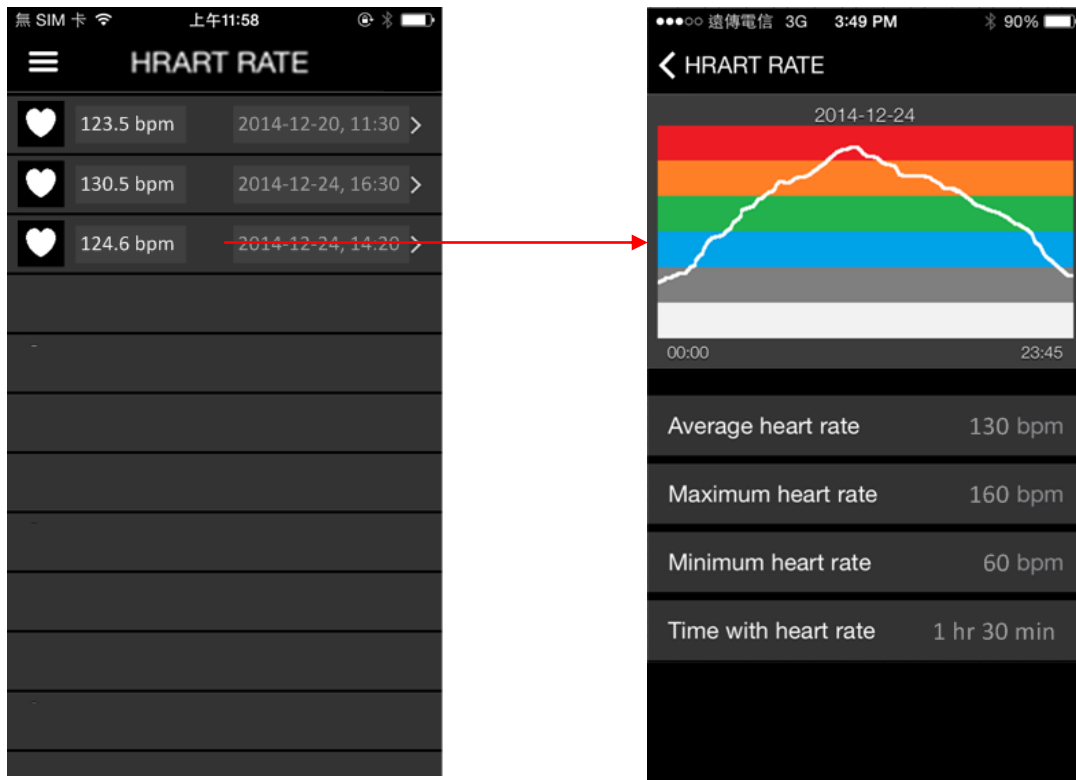 無 SIM 卡 上午11:58
HRART RATE
123.5 bpm 2014-12-20, 11:30
130.5 bpm 2014-12-24, 16:30
124.6 bpm 2014-12-24, 14:20
遠傳電信 3G 3:49 PM 90%
HRART RATE
2014-12-24
00:00 23:45
Average heart rate 130 bpm
Maximum heart rate 160 bpm
Minimum heart rate 60 bpm
Time with heart rate 1 hr 30 min